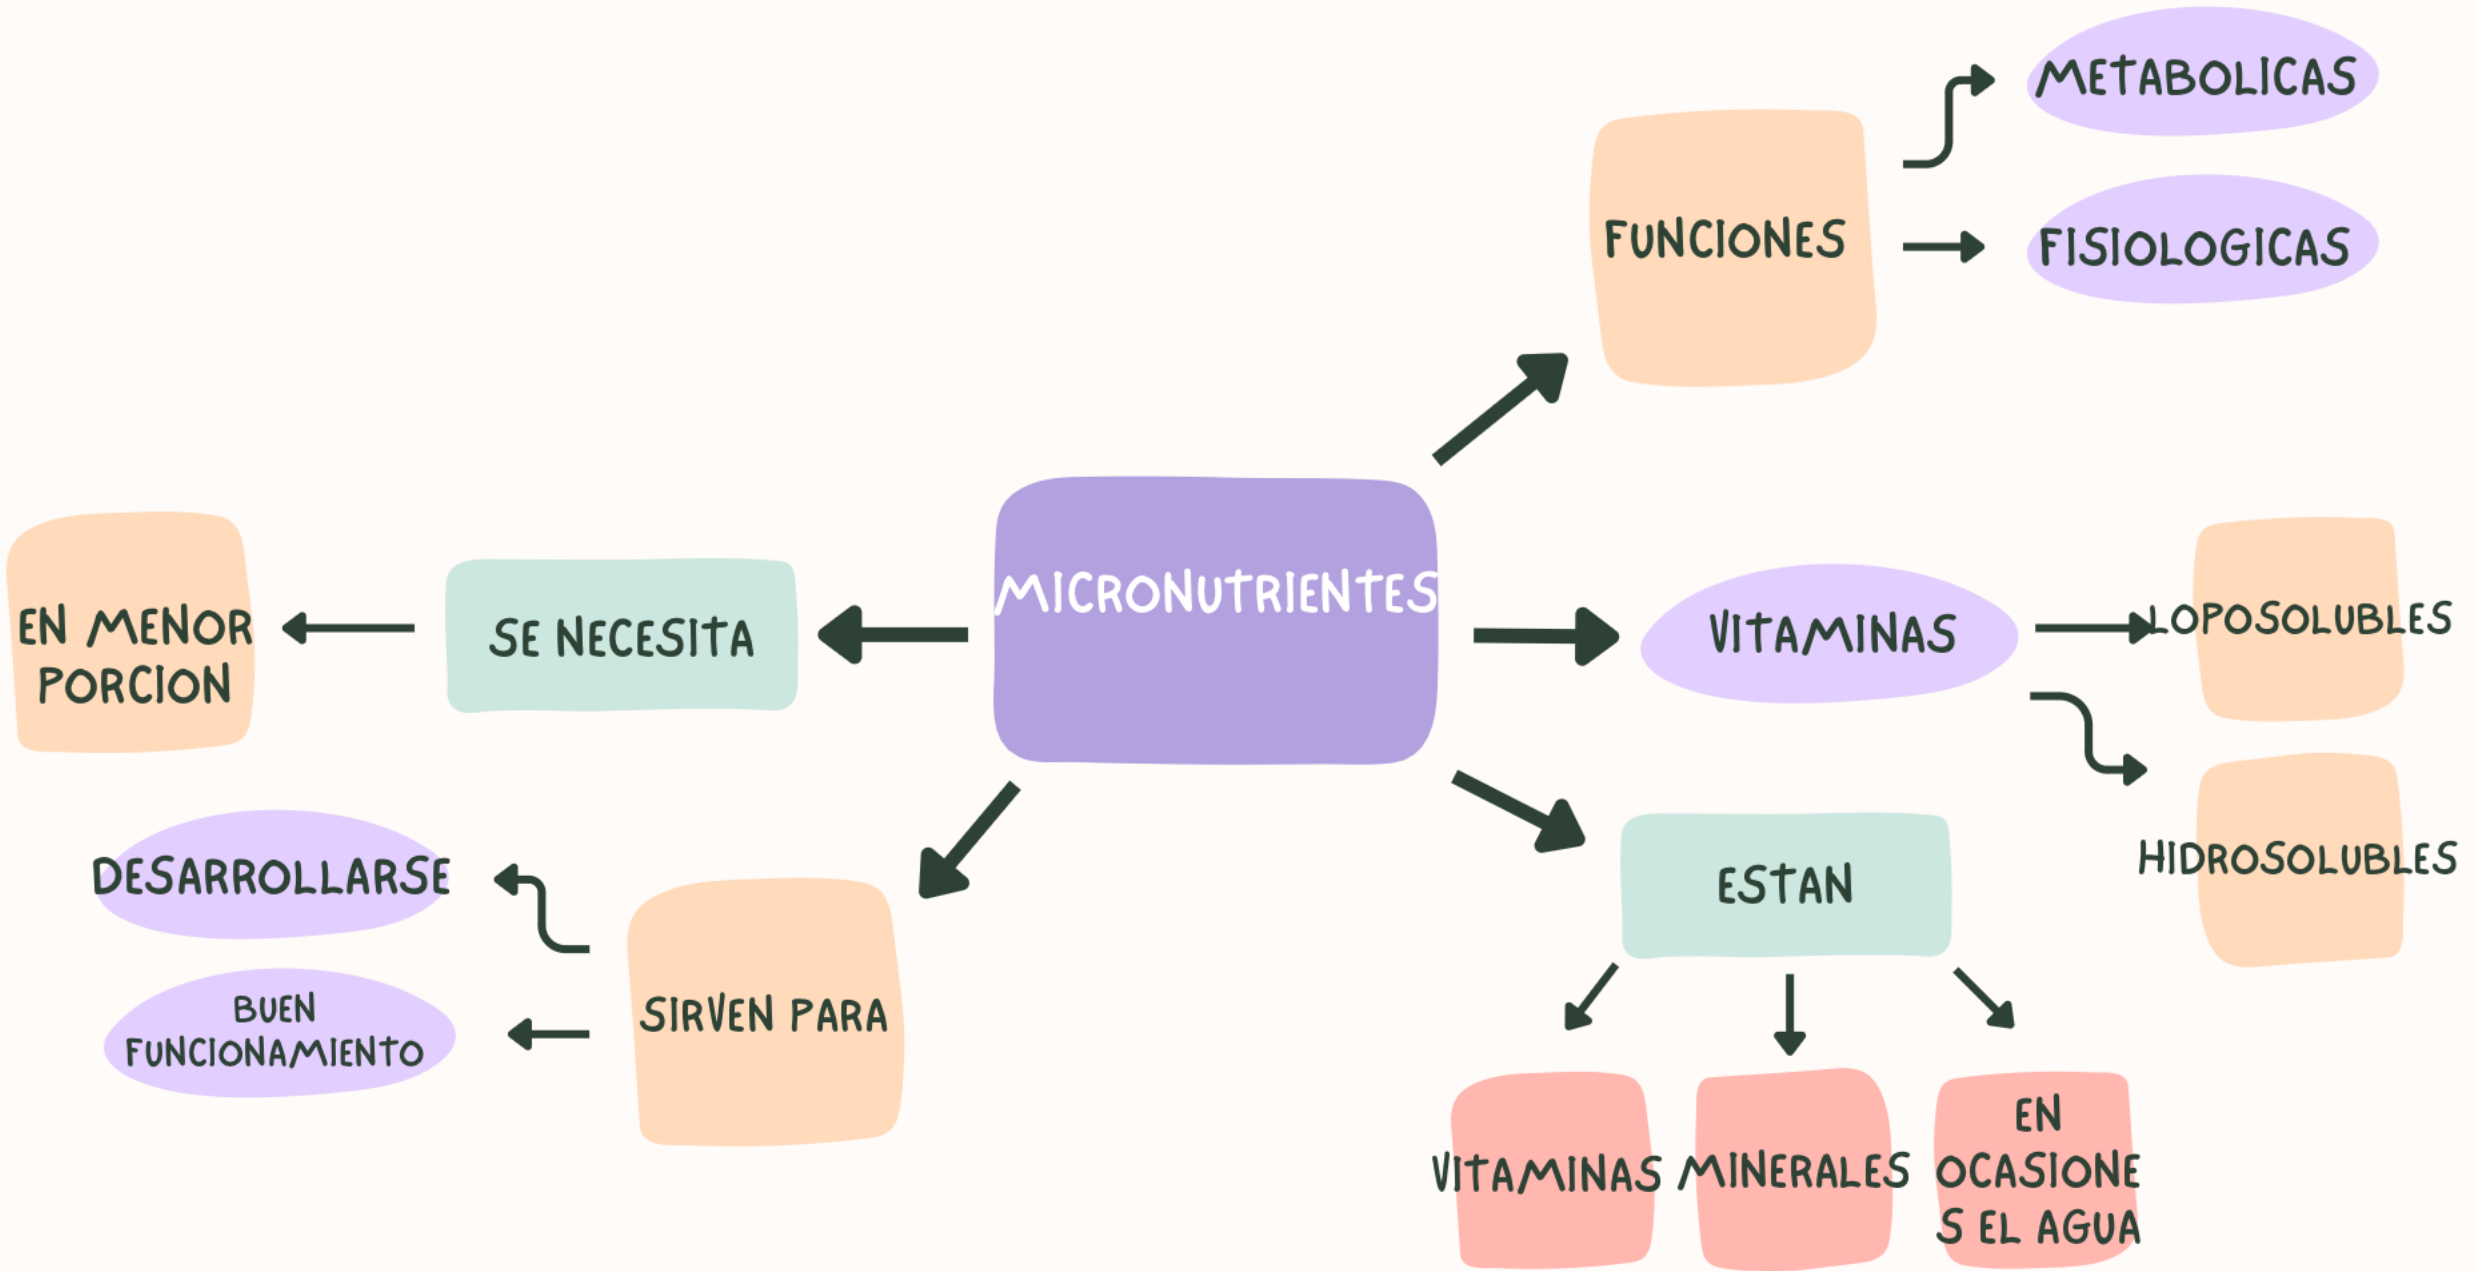 METABOLICAS
FUNCIONES
FISIOLOGICAS
MICRONUTRIENTES
EN MENOR
PORCION
SE NECESITA
VITAMINAS
LOPOSOLUBLES
HIDROSOLUBLES
DESARROLLARSE
BUEN
FUNCIONAMIENTO
SIRVEN PARA
ESTAN
VITAMINAS
MINERALES
EN
OCASIONE
S EL AGUA